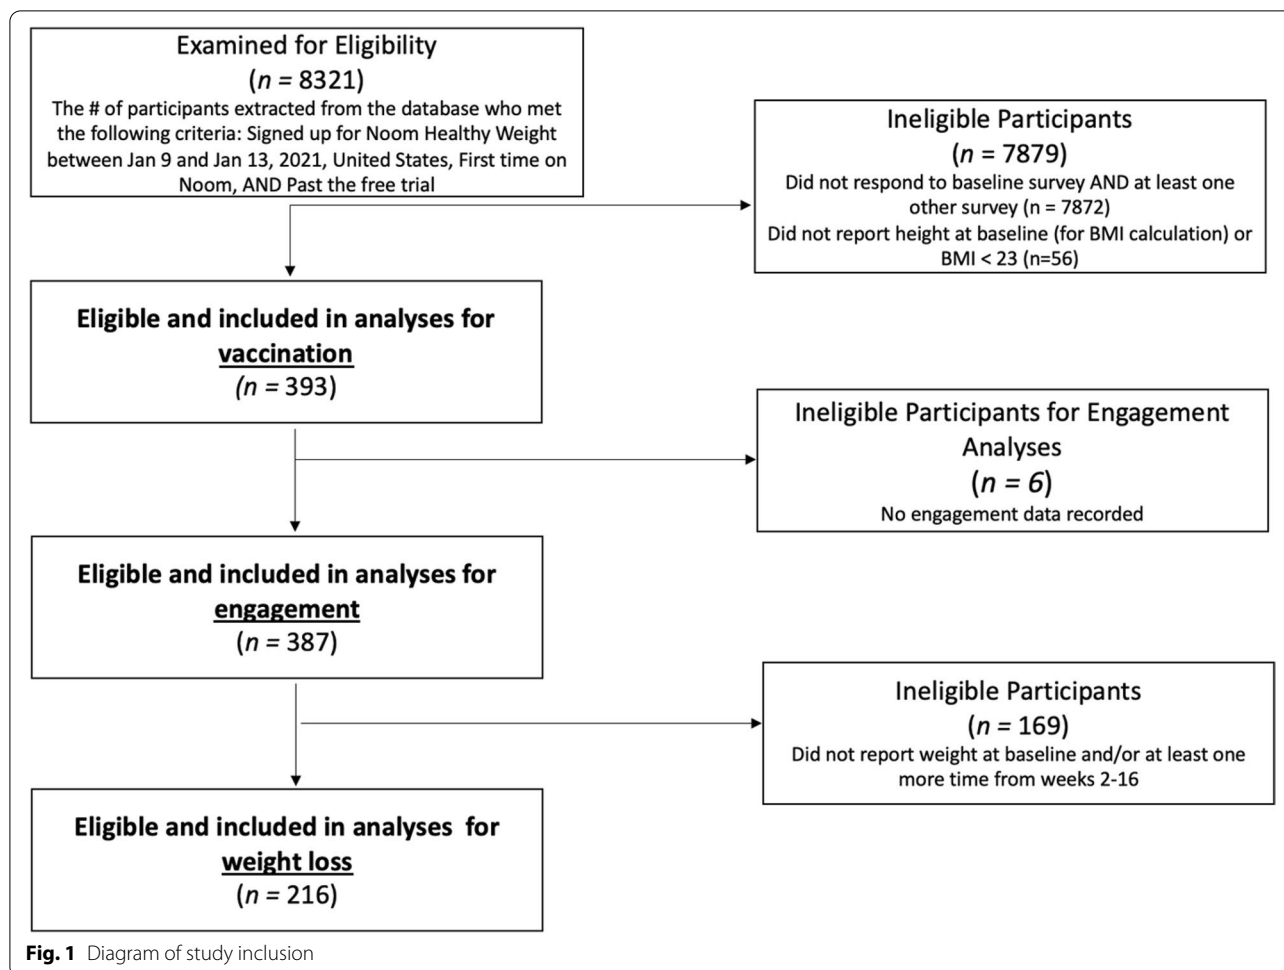 Examined for Eligibility
(n = 8321)
The # of participants extracted from the database who met
the following criteria: Signed up for Noom Healthy Weight
between Jan 9 and Jan 13, 2021, United States, First time on
Noom, AND Past the free trial
Ineligible Participants
(n = 7879)
Did not respond to baseline survey AND at least one
other survey (n = 7872)
Did not report height at baseline (for BMI calculation) or
BMI < 23 (n=56)
Eligible and included in analyses for
vaccination
(n = 393)
Ineligible Participants for Engagement
Analyses
(n = 6)
No engagement data recorded
Eligible and included in analyses for
engagement
(n = 387)
Ineligible Participants
(n = 169)
Did not report weight at baseline and/or at least one
more time from weeks 2-16
Eligible and included in analyses for
weight loss
(n = 216)
Fig. 1 Diagram of study inclusion